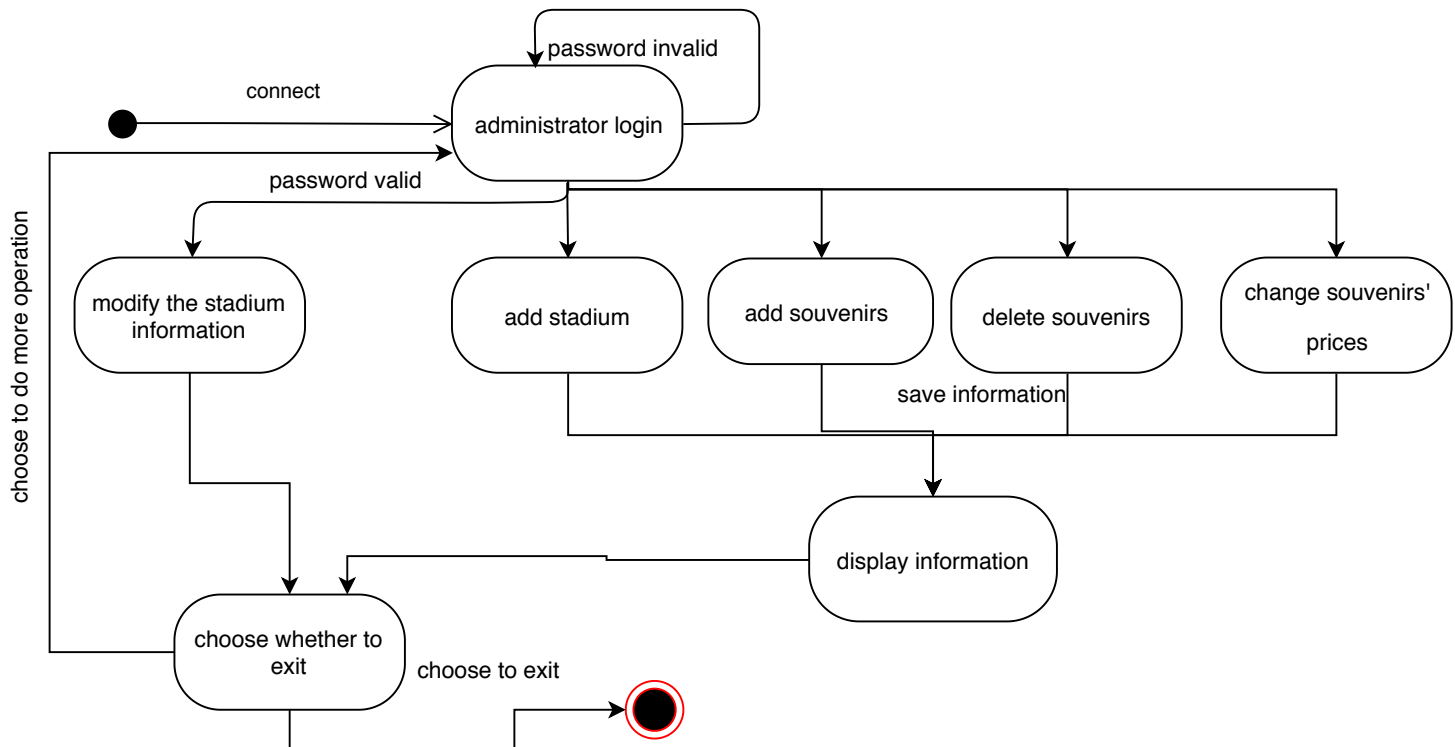 password invalid
connect
administrator login
password valid
choose to do more operation
modify the stadium
information
add stadium
add souvenirs
delete souvenirs
change souvenirs'
prices
save information
display information
choose whether to
exit
choose to exit